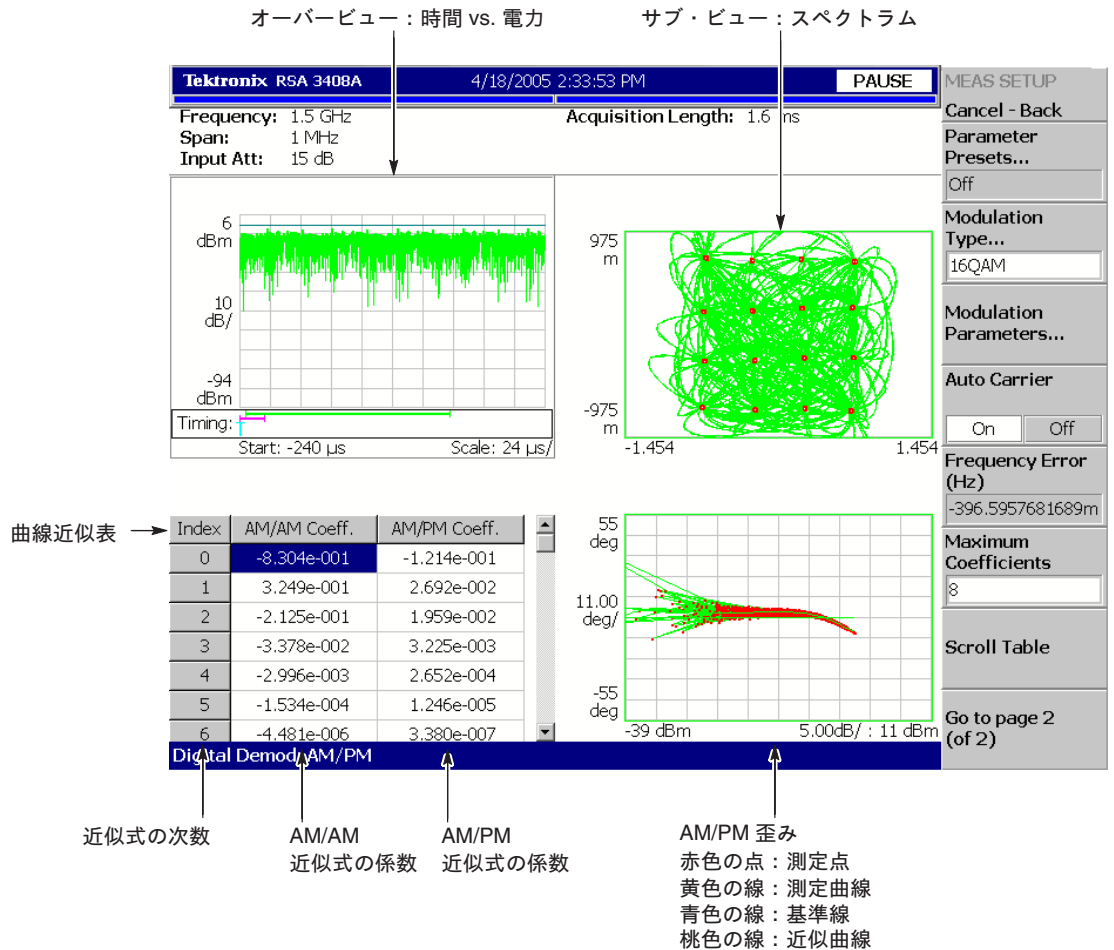 オーバービュー：時間 vs. 電力
サブ・ビュー：スペクトラム
Tektronix RSA 3408A 4/18/2005 2:33:53 PM PAUSE
Frequency: 1.5 GHz
Acquisition Length: 1.6 ms
Span: 1 MHz
Input Att: 15 dB
6
dBm
10
dB/
-94
dBm
Timing:
Start: -240 µs Scale: 24 µs/
975
m
-975
m
-1.454 1.454
曲線近似表
Index AM/AM Coeff. AM/PM Coeff.
0 -8.304e-001 -1.214e-001
1 3.249e-001 2.692e-002
2 -2.125e-001 1.959e-002
3 -3.378e-002 3.225e-003
4 -2.996e-003 2.652e-004
5 -1.534e-004 1.246e-005
6 -4.481e-006 3.380e-007
55
deg
11.00
deg/
-55
deg
-39 dBm 5.00dB/ : 11 dBm
Digital Demod: AM/PM
MEAS SETUP
Cancel - Back
Parameter
Presets...
Off
Modulation
Type...
16QAM
Modulation
Parameters...
Auto Carrier
On Off
Frequency Error
(Hz)
-396.5957681689m
Maximum
Coefficients
8
Scroll Table
Go to page 2
(of 2)
近似式の次数
AM/AM
近似式の係数
AM/PM
近似式の係数
AM/PM 歪み
赤色の点：測定点
黄色の線：測定曲線
青色の線：基準線
桃色の線：近似曲線